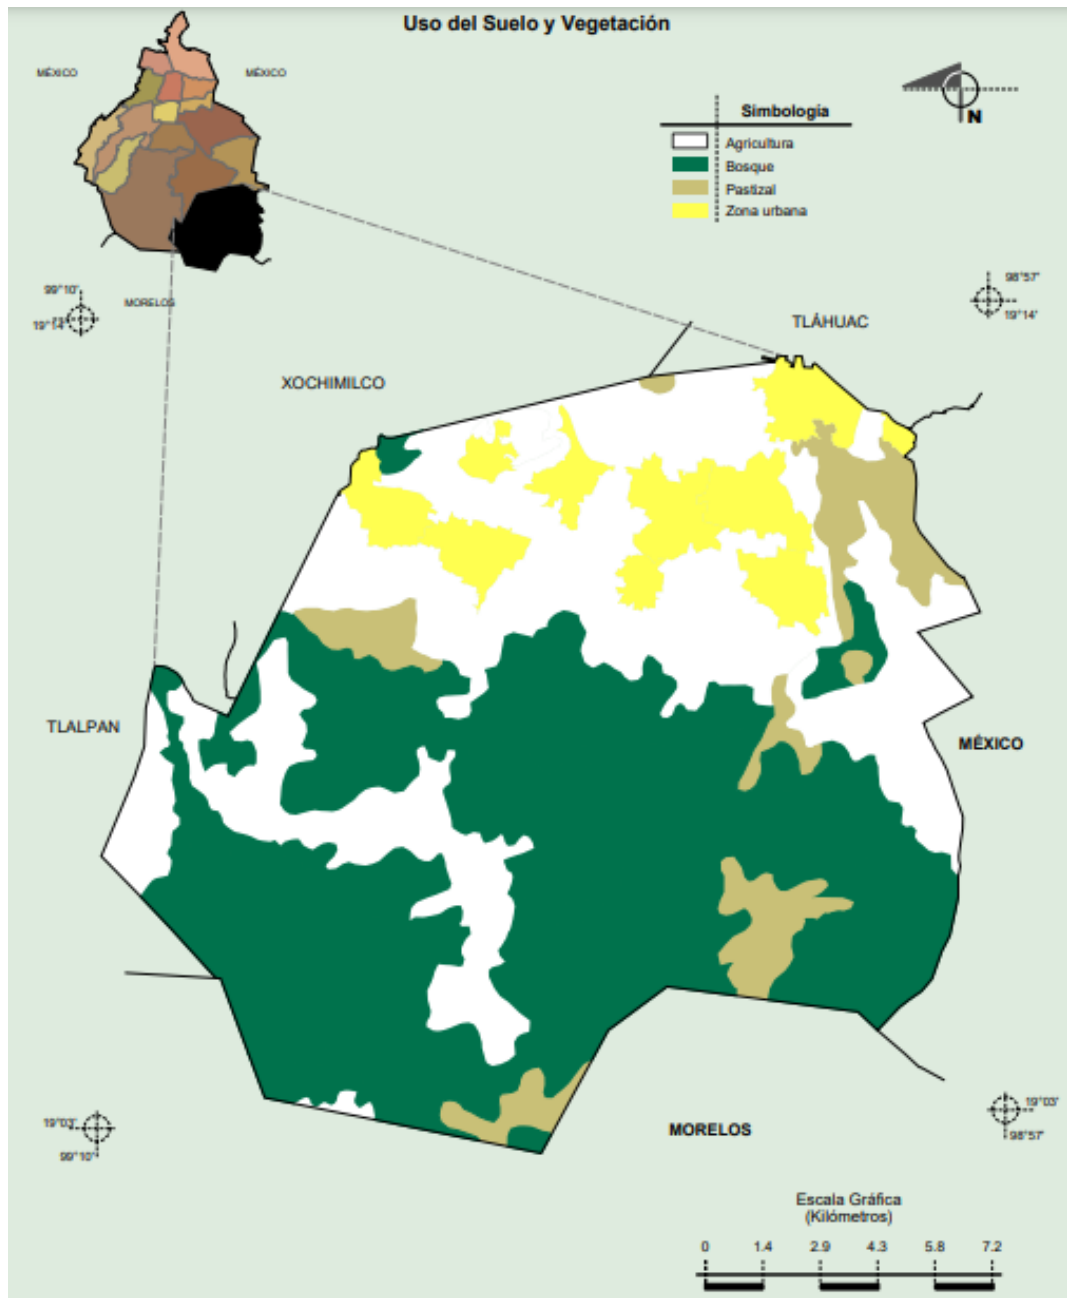 Uso del Suelo y Vegetación
MÉXICO
MÉXICO
MORELOS
N
Simbología
Agricultura
Bosque
Pastizal
Zona urbana
99°10'
19°14'
98°57'
19°14'
TLÁHUAC
XOCHIMILCO
TLALPAN
MÉXICO
MORELOS
19°03'
99°10'
19°03'
98°57'
Escala Gráfica
(Kilómetros)
0 1.4 2.9 4.3 5.8 7.2